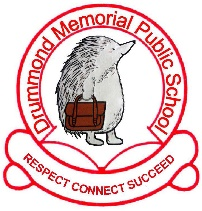 Drummond Memorial Public School
RESPECT CONNECT SUCCEED